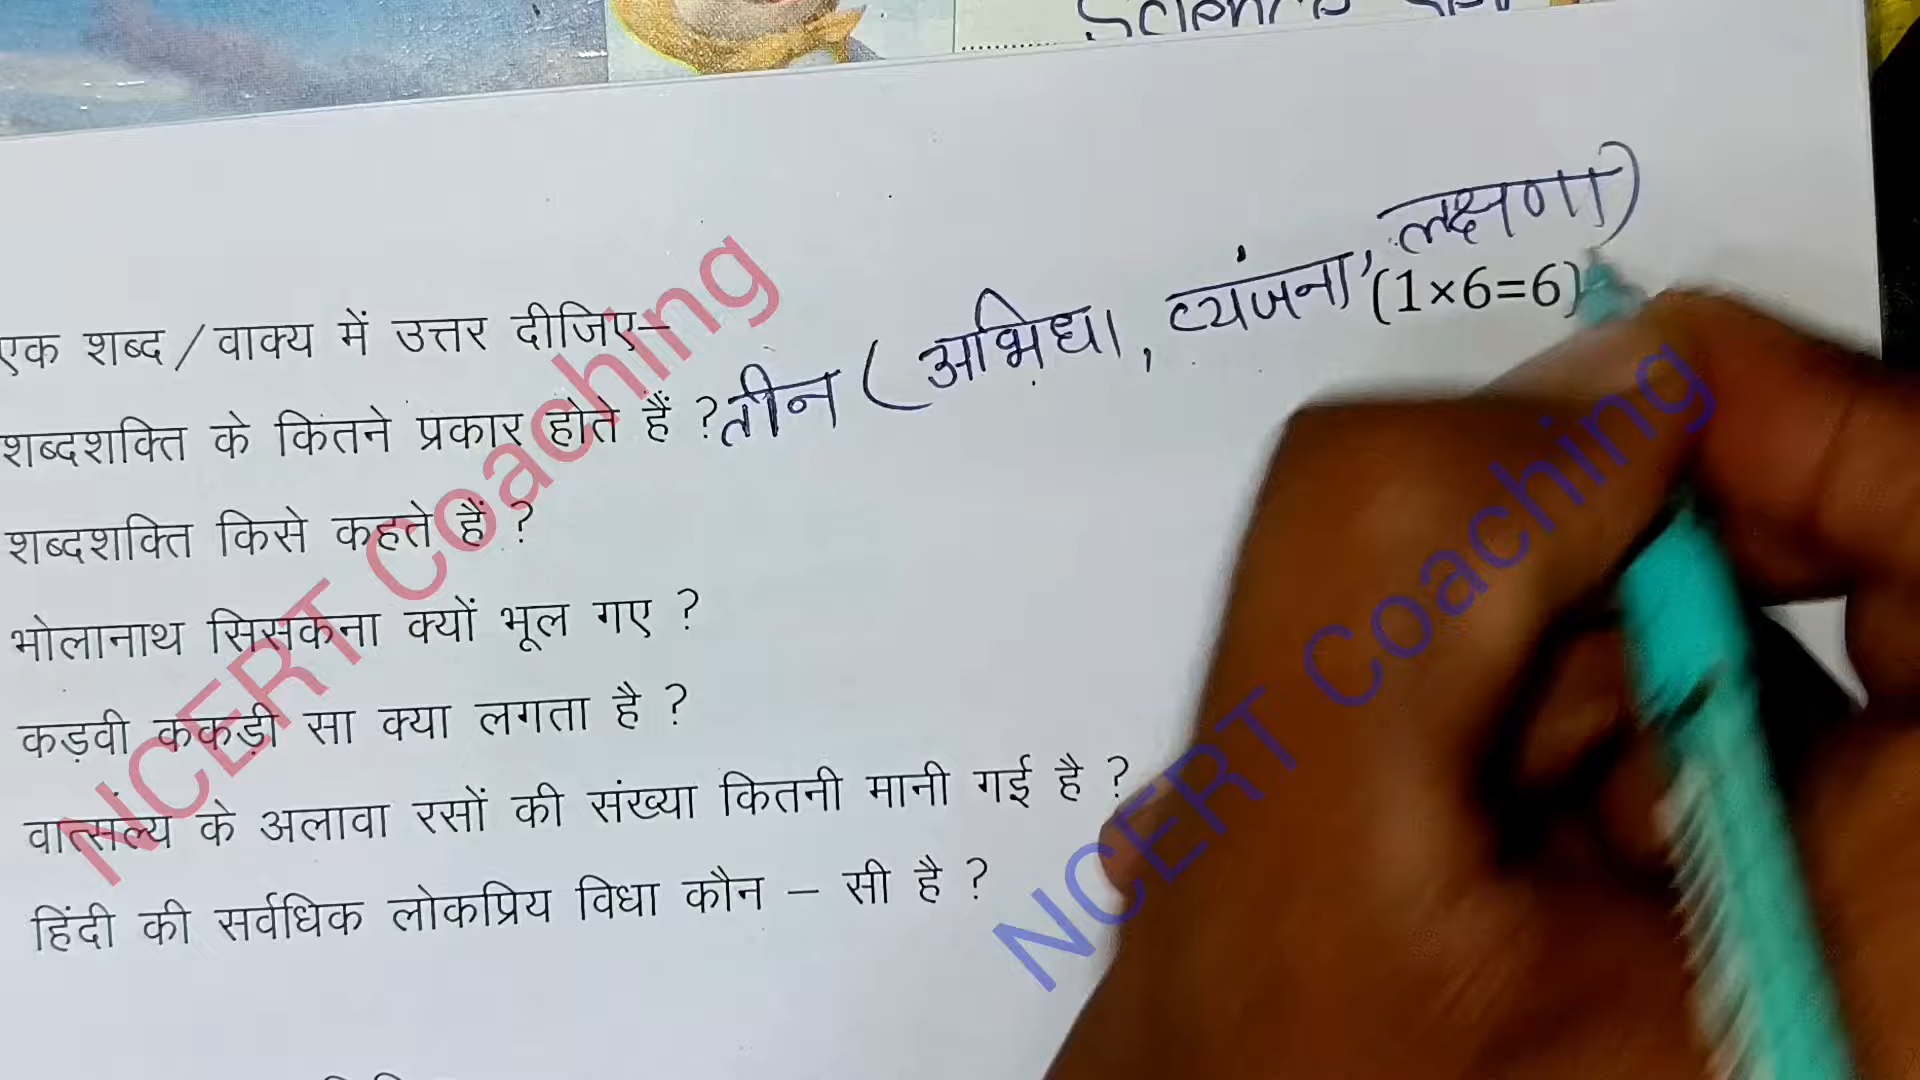 एक शब्द / वाक्य में उत्तर दीजिए– (1×6=6)
शब्दशक्ति के कितने प्रकार होते हैं ? तीन ( अभिधा, व्यंजना, लक्षणा)
शब्दशक्ति किसे कहते हैं ?
भोलानाथ सिसकना क्यों भूल गए ?
कड़वी ककड़ी सा क्या लगता है ?
वात्सल्य के अलावा रसों की संख्या कितनी मानी गई है ?
हिंदी की सर्वधिक लोकप्रिय विधा कौन – सी है ?
NCERT Coaching
NCERT Coaching